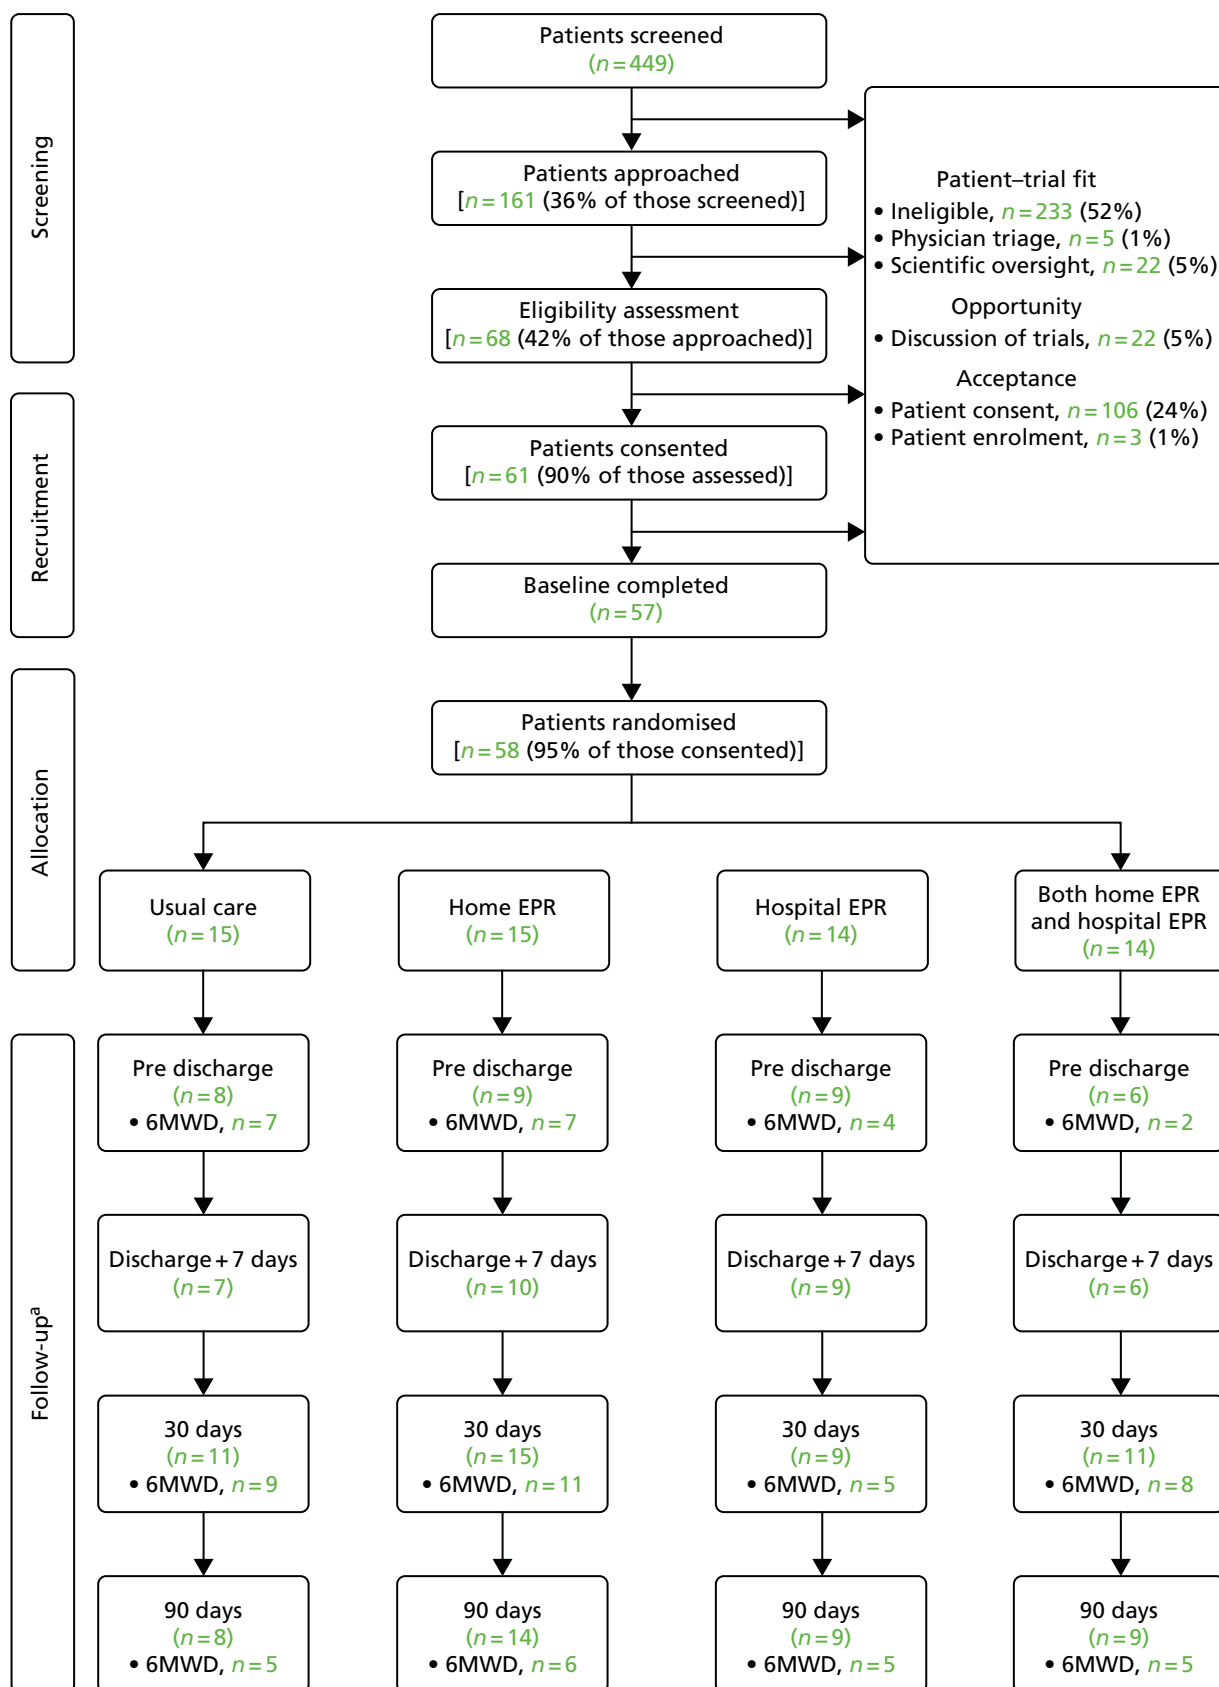 Screening
Patients screened
(n=449)
Patients approached
[n=161 (36% of those screened)]
Eligibility assessment
[n=68 (42% of those approached)]
Patient–trial fit
• Ineligible, n=233 (52%)
• Physician triage, n=5 (1%)
• Scientific oversight, n=22 (5%)
Opportunity
• Discussion of trials, n=22 (5%)
Acceptance
• Patient consent, n=106 (24%)
• Patient enrolment, n=3 (1%)
Recruitment
Patients consented
[n=61 (90% of those assessed)]
Baseline completed
(n=57)
Allocation
Patients randomised
[n=58 (95% of those consented)]
Usual care
(n=15)
Home EPR
(n=15)
Hospital EPR
(n=14)
Both home EPR
and hospital EPR
(n=14)
Follow-upª
Pre discharge
(n=8)
• 6MWD, n=7
Pre discharge
(n=9)
• 6MWD, n=7
Pre discharge
(n=9)
• 6MWD, n=4
Pre discharge
(n=6)
• 6MWD, n=2
Discharge+7 days
(n=7)
Discharge+7 days
(n=10)
Discharge+7 days
(n=9)
Discharge+7 days
(n=6)
30 days
(n=11)
• 6MWD, n=9
30 days
(n=15)
• 6MWD, n=11
30 days
(n=9)
• 6MWD, n=5
30 days
(n=11)
• 6MWD, n=8
90 days
(n=8)
• 6MWD, n=5
90 days
(n=14)
• 6MWD, n=6
90 days
(n=9)
• 6MWD, n=5
90 days
(n=9)
• 6MWD, n=5